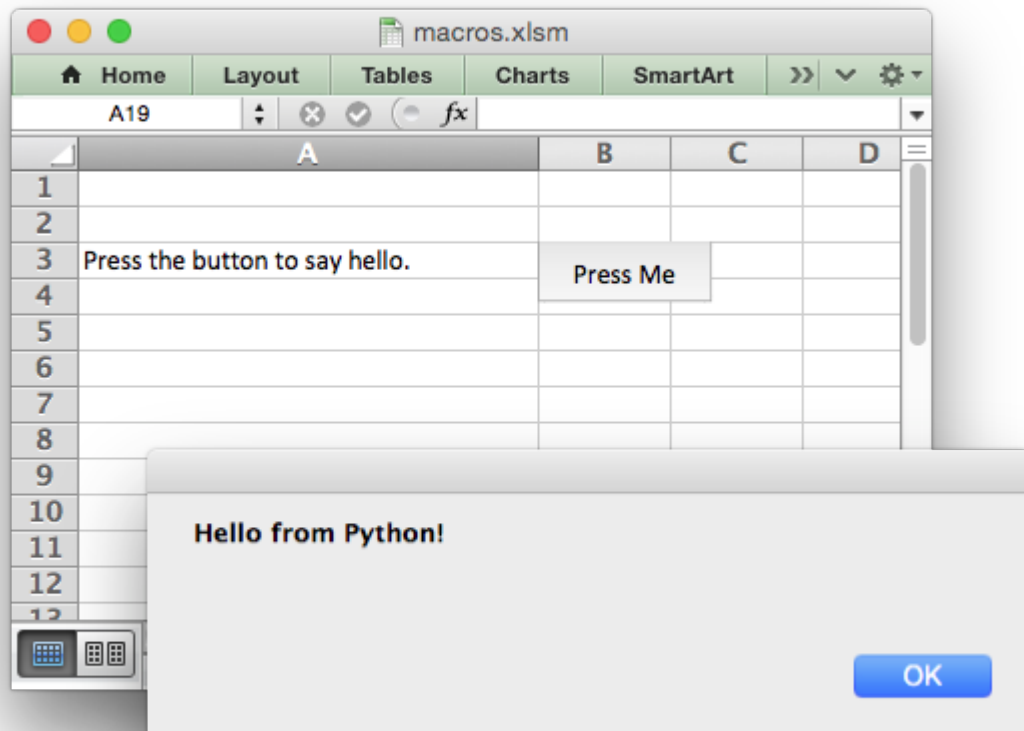 macros.xlsm
Home Layout Tables Charts SmartArt
A19 fx
A B C D
1
2
3 Press the button to say hello. Press Me
4
5
6
7
8
9
10
11
12
13
Hello from Python!
OK